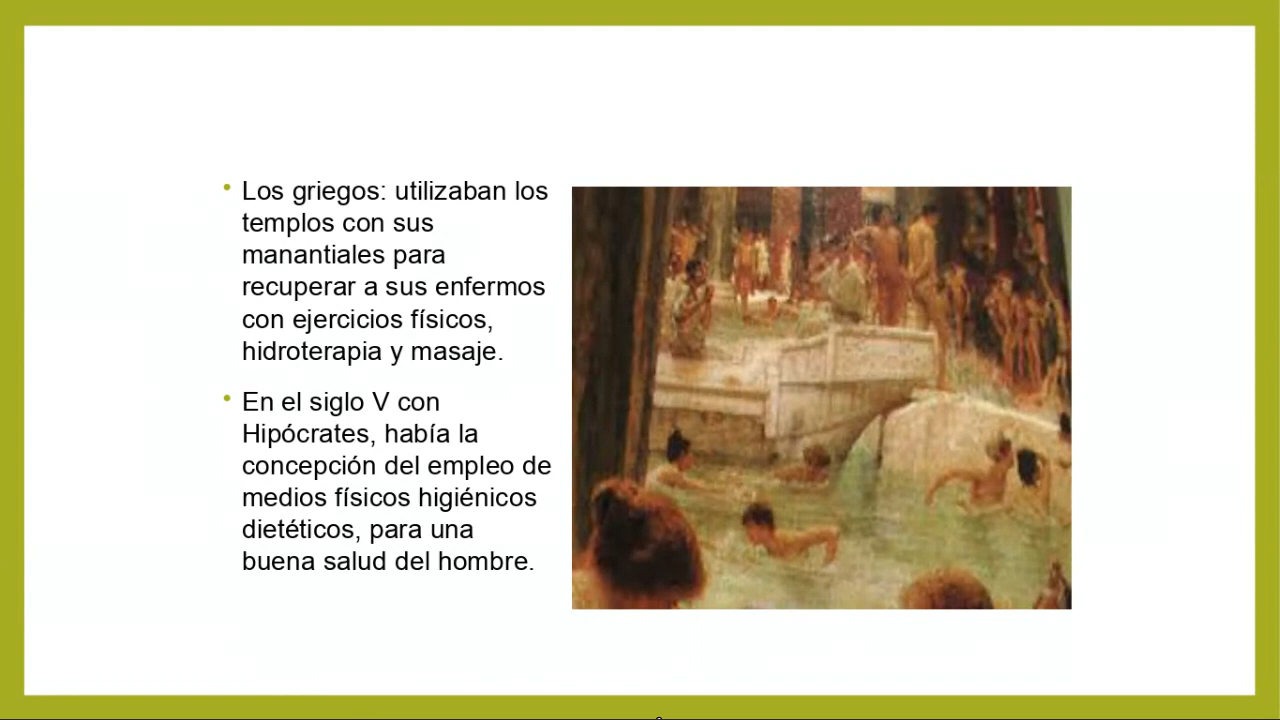 • Los griegos: utilizaban los
templos con sus
manantiales para
recuperar a sus enfermos
con ejercicios físicos,
hidroterapia y masaje.
• En el siglo V con
Hipócrates, había la
concepción del empleo de
medios físicos higiénicos
dietéticos, para una
buena salud del hombre.